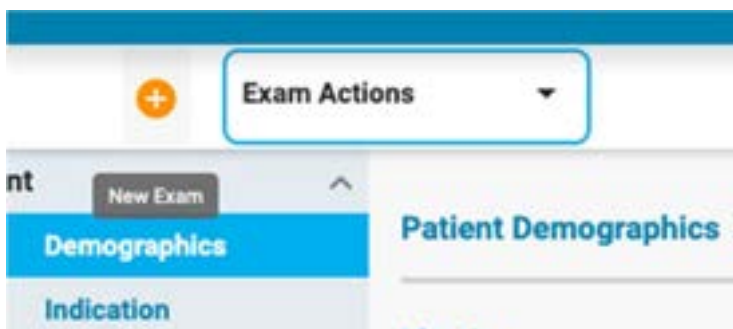 Exam Actions
nt
New Exam
Demographics
Patient Demographics
Indication